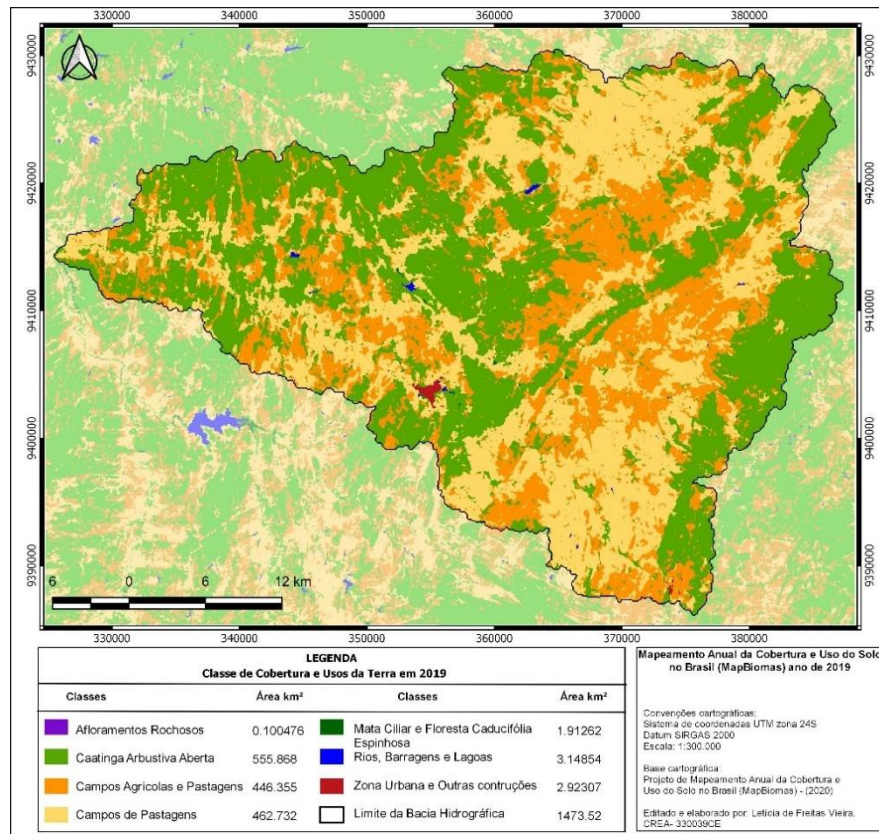 330000 340000 350000 360000 370000 380000
9430000 9430000
9420000 9420000
9410000 9410000
9400000 9400000
9390000 9390000
6 0 6 12 km
330000 340000 350000 360000 370000 380000
LEGENDA
Classe de Cobertura e Usos da Terra em 2019
Classes Área km² Classes Área km²
Afloramentos Rochosos 0.100476 Mata Ciliar e Floresta Caducifólia 1.91262
Espinhosa
Caatinga Arbustiva Aberta 555.868 Rios, Barragens e Lagoas 3.14854
Campos Agricolas e Pastagens 446.355 Zona Urbana e Outras contruções 2.92307
Campos de Pastagens 462.732 Limite da Bacia Hidrográfica 1473.52
Mapeamento Anual da Cobertura e Uso do Solo
no Brasil (MapBiomas) ano de 2019
Convenções cartográficas:
Sistema de coordenadas UTM zona 24S
Datum SIRGAS 2000
Escala: 1:300.000
Base cartográfica:
Projeto de Mapeamento Anual da Cobertura e
Uso do Solo no Brasil (MapBiomas) - (2020)
Editado e elaborado por: Leticia de Freitas Vieira.
CREA- 330039CE